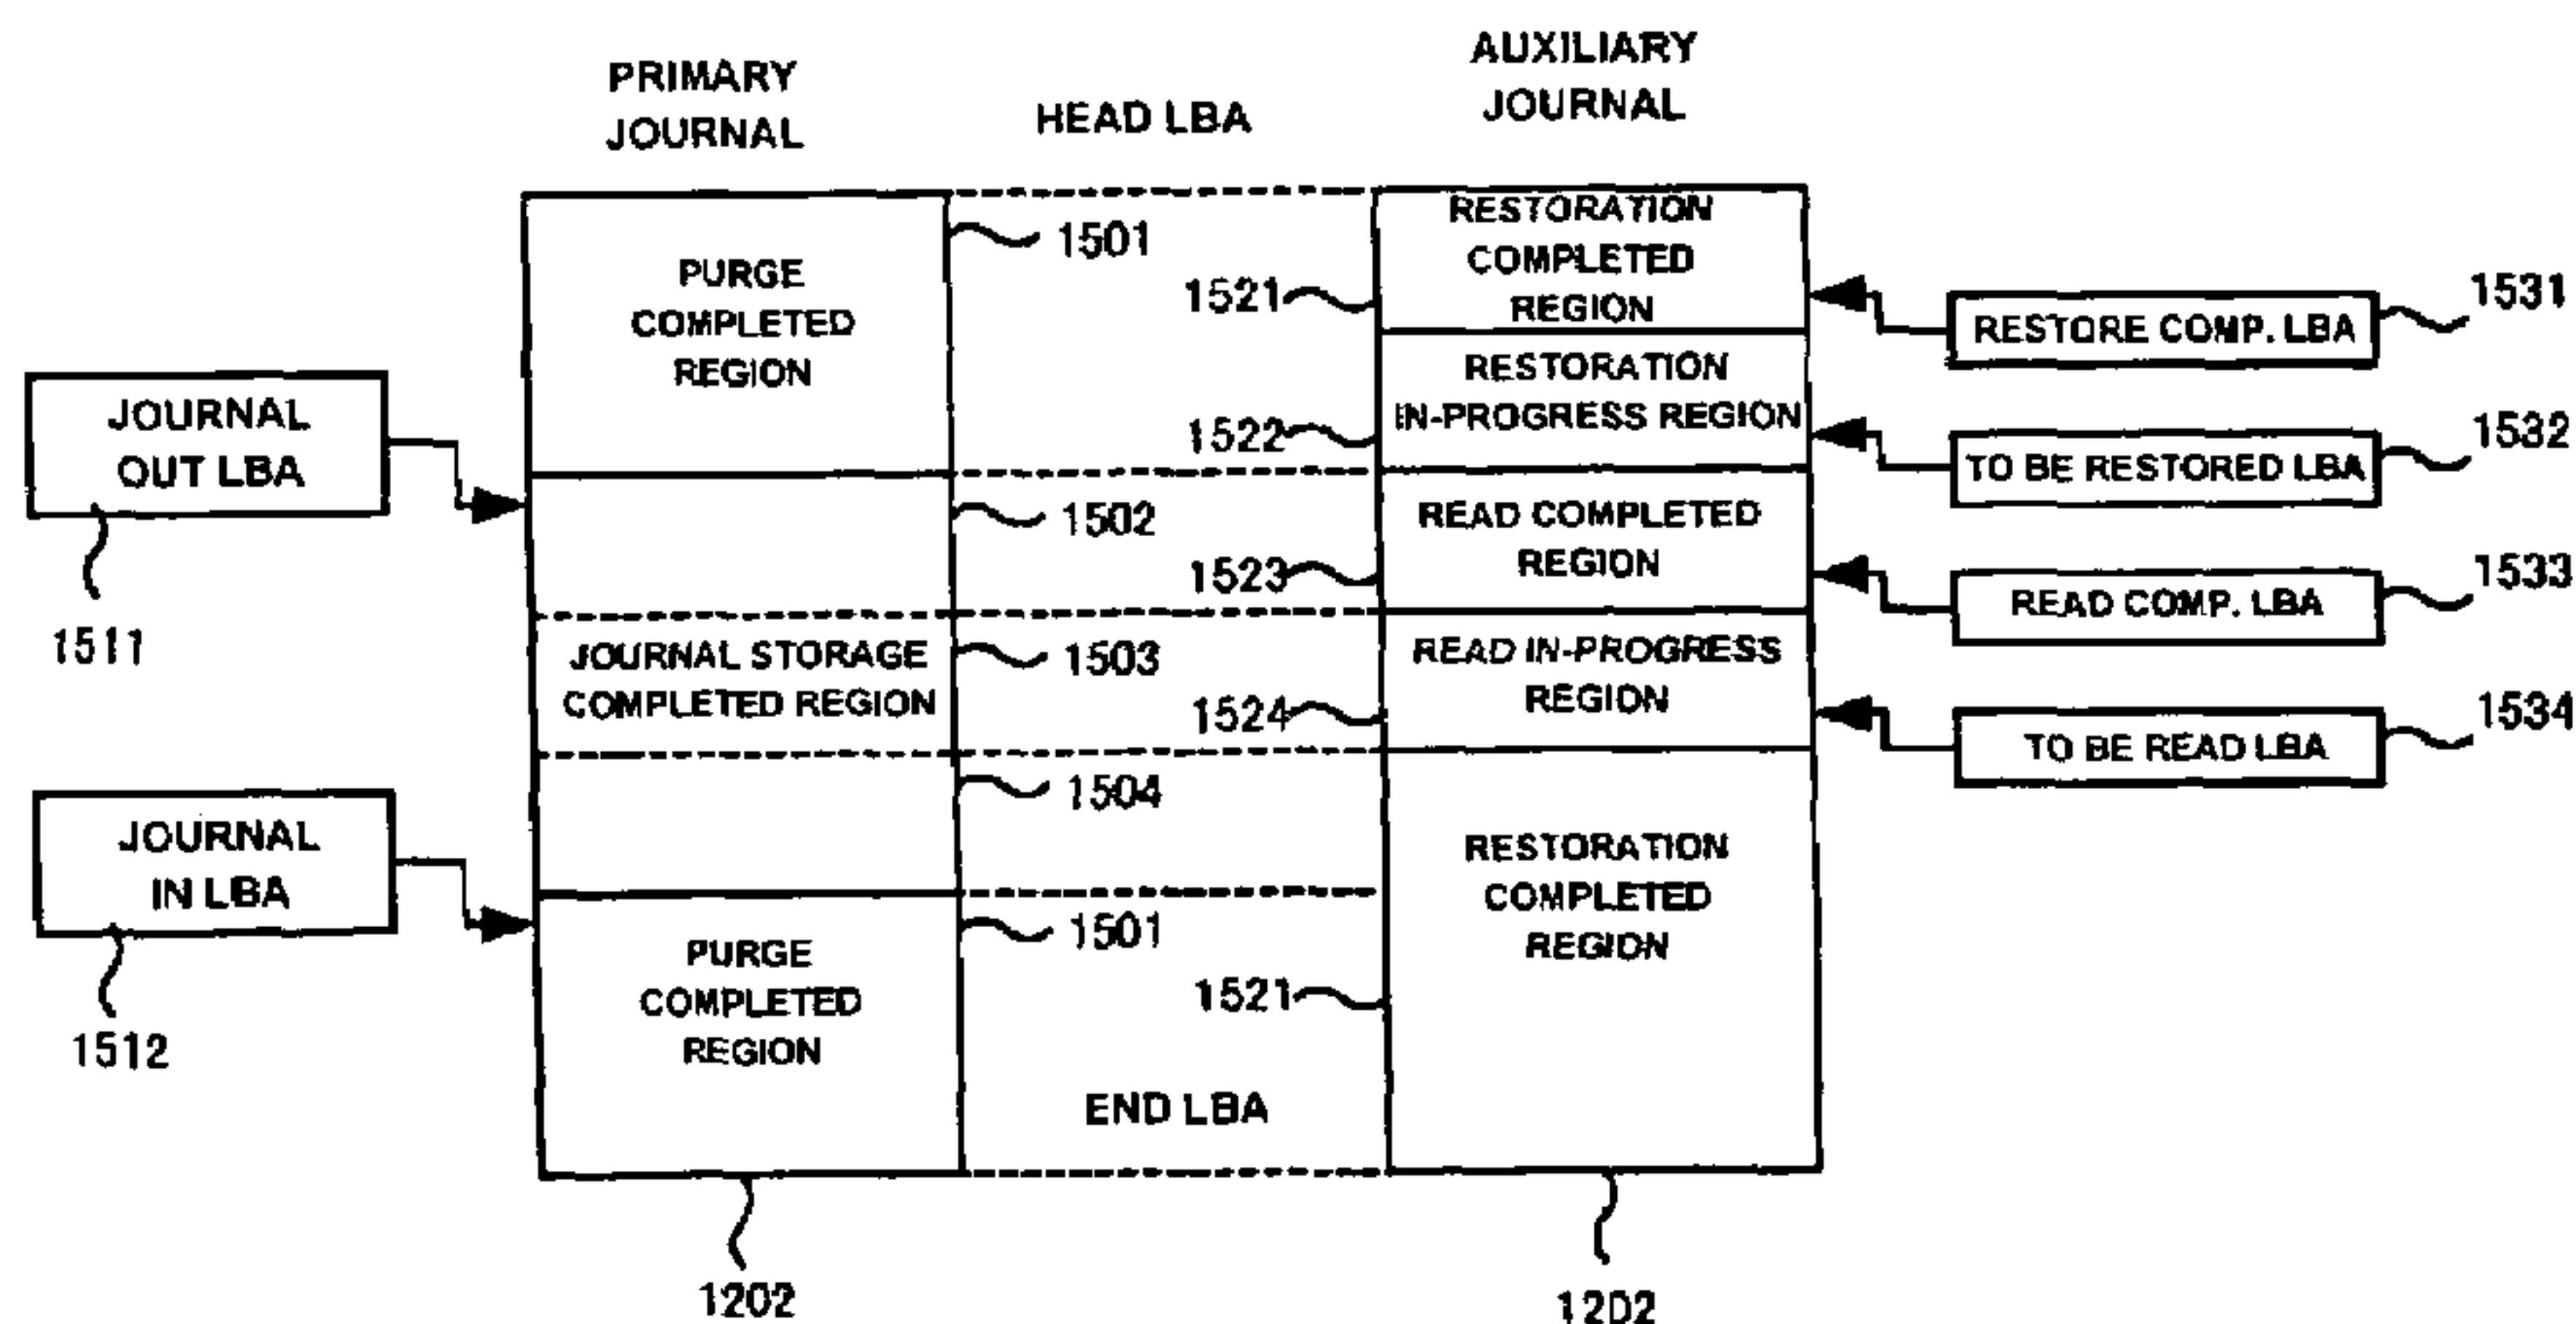 PRIMARY
JOURNAL
HEAD LBA
AUXILIARY
JOURNAL
JOURNAL
OUT LBA
1511
JOURNAL
IN LBA
1512
PURGE
COMPLETED
REGION
1501
1502
JOURNAL STORAGE
COMPLETED REGION
1503
1504
PURGE
COMPLETED
REGION
1501
END LBA
1202
RESTORATION
COMPLETED
REGION
1521
RESTORATION
IN-PROGRESS REGION
1522
READ COMPLETED
REGION
1523
READ IN-PROGRESS
REGION
1524
RESTORATION
COMPLETED
REGION
1521
1202
RESTORE COMP. LBA
1531
TO BE RESTORED LBA
1532
READ COMP. LBA
1533
TO BE READ LBA
1534